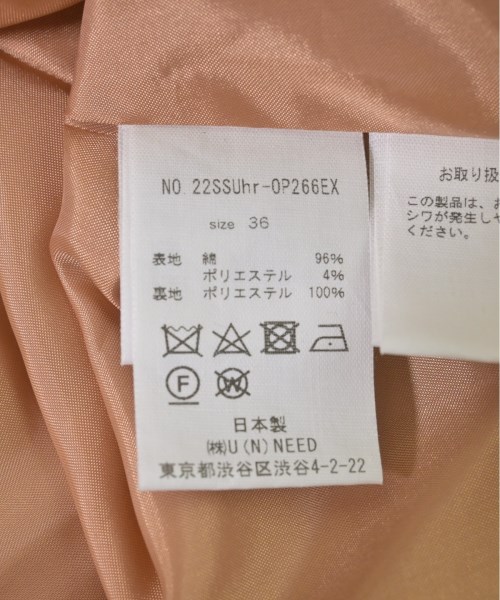 NO. 22SSUhr-OP266EX
size 36
表地 綿 96%
ポリエステル 4%
裏地 ポリエステル 100%
F W
日本製
㈱U(N)NEED
東京都渋谷区渋谷4-2-22
お取り扱
この製品は、お
シワが発生しや
ください。